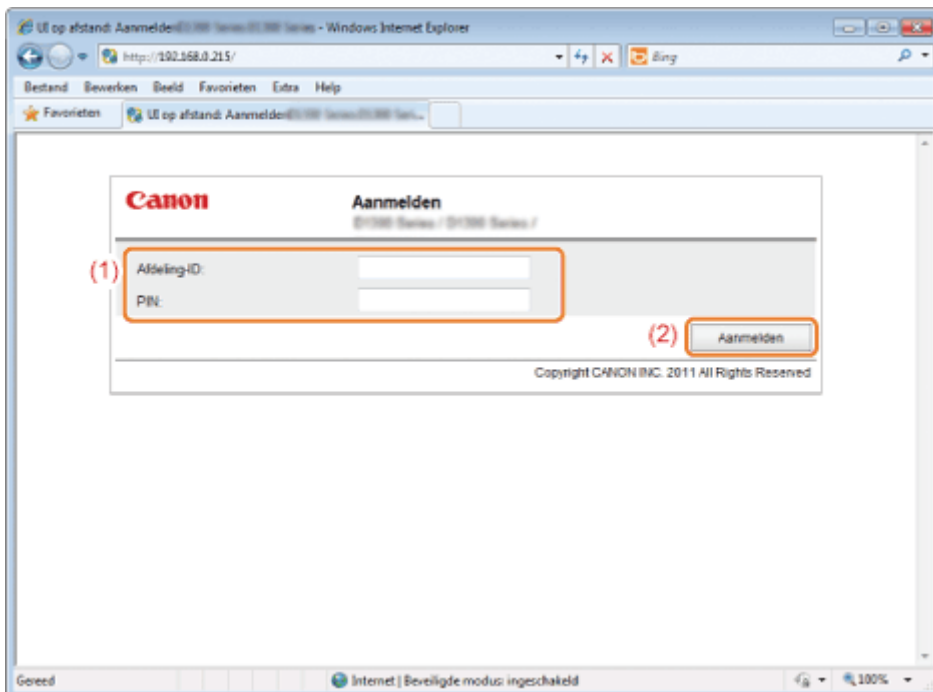 UI op afstand: Aanmelden - Windows Internet Explorer
http://192.168.0.215/
Bing
Bestand Bewerken Beeld Favorieten Extra Help
Favorieten UI op afstand: Aanmelden
Canon Aanmelden
(1) Afdeling-ID:
PIN:
(2) Aanmelden
Copyright CANON INC. 2011 All Rights Reserved
Gereed Internet | Beveiligde modus: ingeschakeld 100%